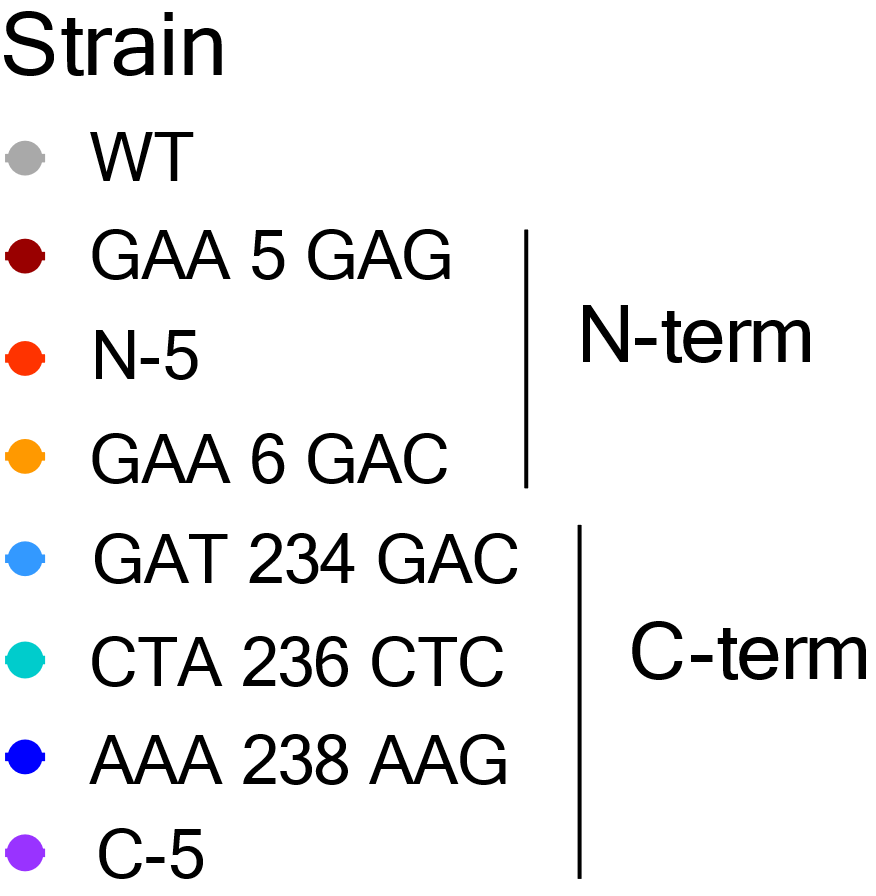 Strain
WT
GAA 5 GAG
N-5
GAA 6 GAC
N-term
GAT 234 GAC
CTA 236 CTC
AAA 238 AAG
C-5
C-term